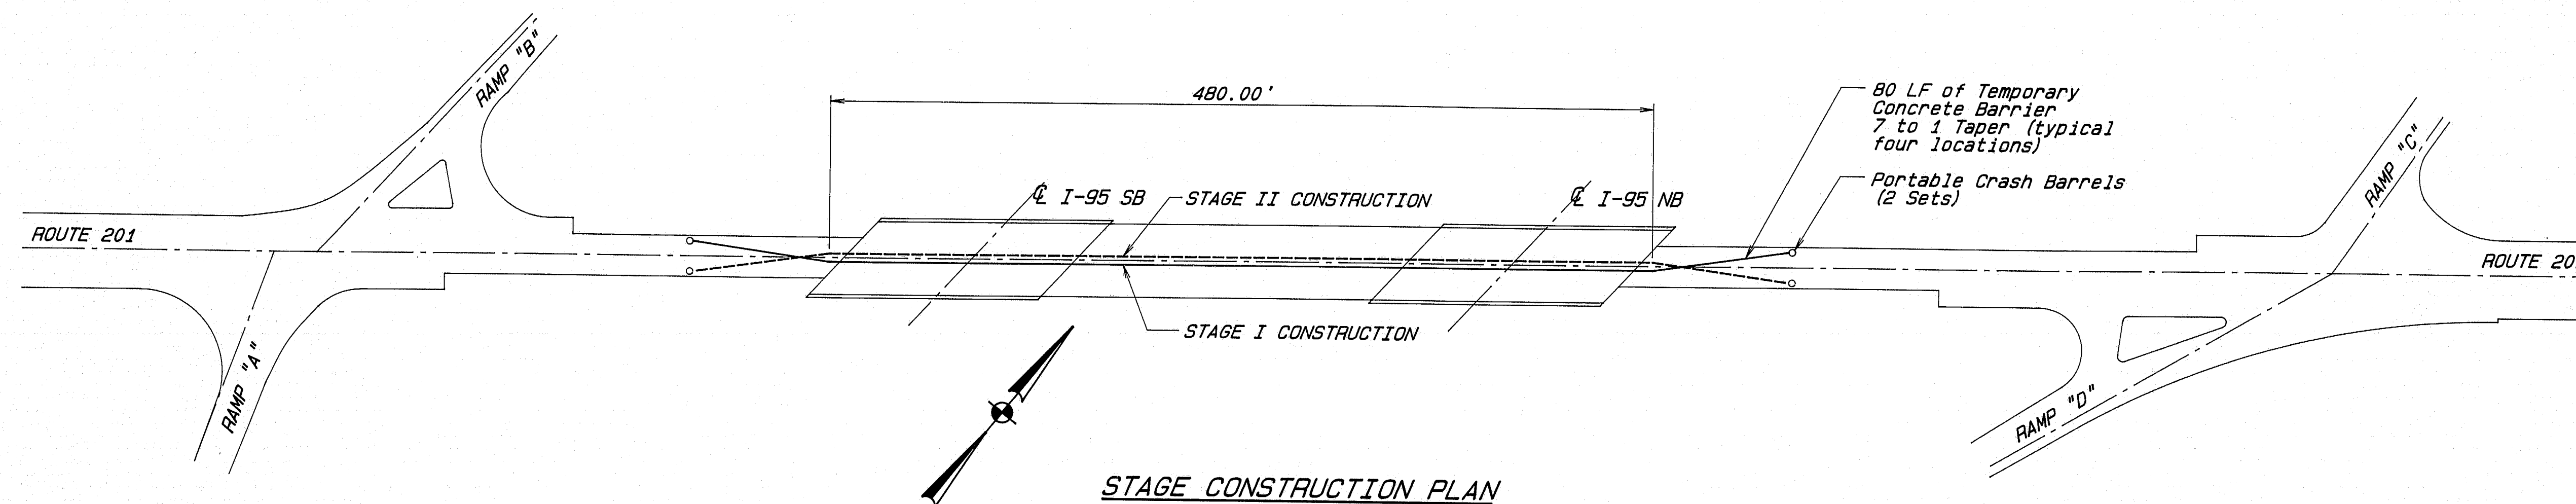 RAMP "B"
480.00'
80 LF of Temporary
Concrete Barrier
7 to 1 Taper (typical
four locations)
RAMP "C"
Portable Crash Barrels
(2 Sets)
℄ I-95 SB
STAGE II CONSTRUCTION
℄ I-95 NB
ROUTE 201
ROUTE 20
STAGE I CONSTRUCTION
RAMP "A"
RAMP "D"
STAGE CONSTRUCTION PLAN